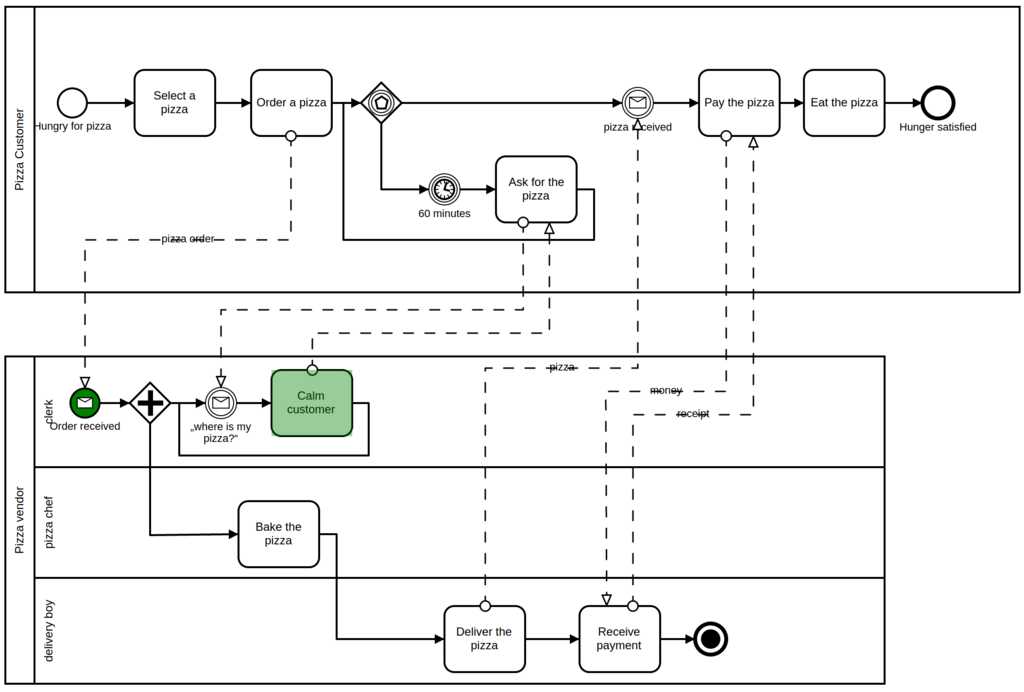 Pizza Customer
Select a
pizza
Order a pizza
Pay the pizza
Eat the pizza
Hungry for pizza
pizza received
Hunger satisfied
Ask for the
pizza
60 minutes
pizza order
Pizza vendor
clerk
pizza
money
receipt
Calm
customer
Order received
„where is my
pizza?“
pizza chef
Bake the
pizza
delivery boy
Deliver the
pizza
Receive
payment